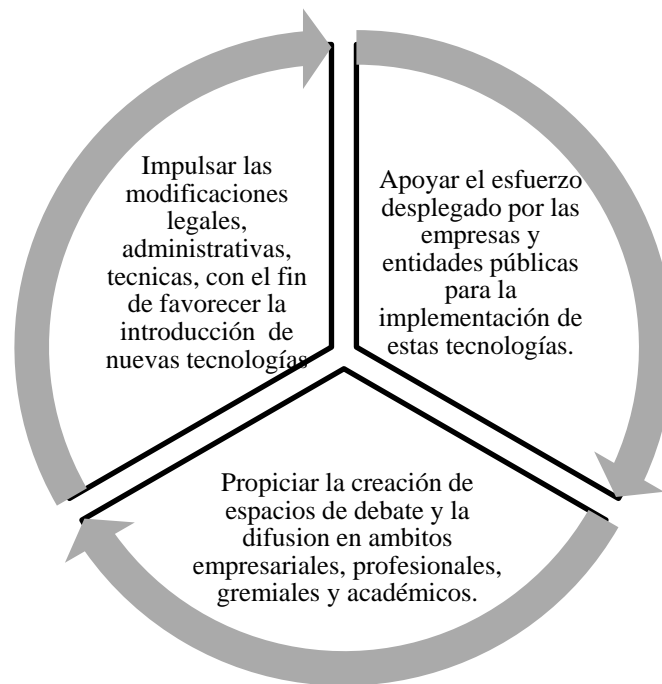 Impulsar las
modificaciones
legales,
administrativas,
tecnicas, con el fin
de favorecer la
introducción de
nuevas tecnologías
Apoyar el esfuerzo
desplegado por las
empresas y
entidades públicas
para la
implementación de
estas tecnologías.
Propiciar la creación de
espacios de debate y la
difusion en ambitos
empresariales, profesionales,
gremiales y académicos.